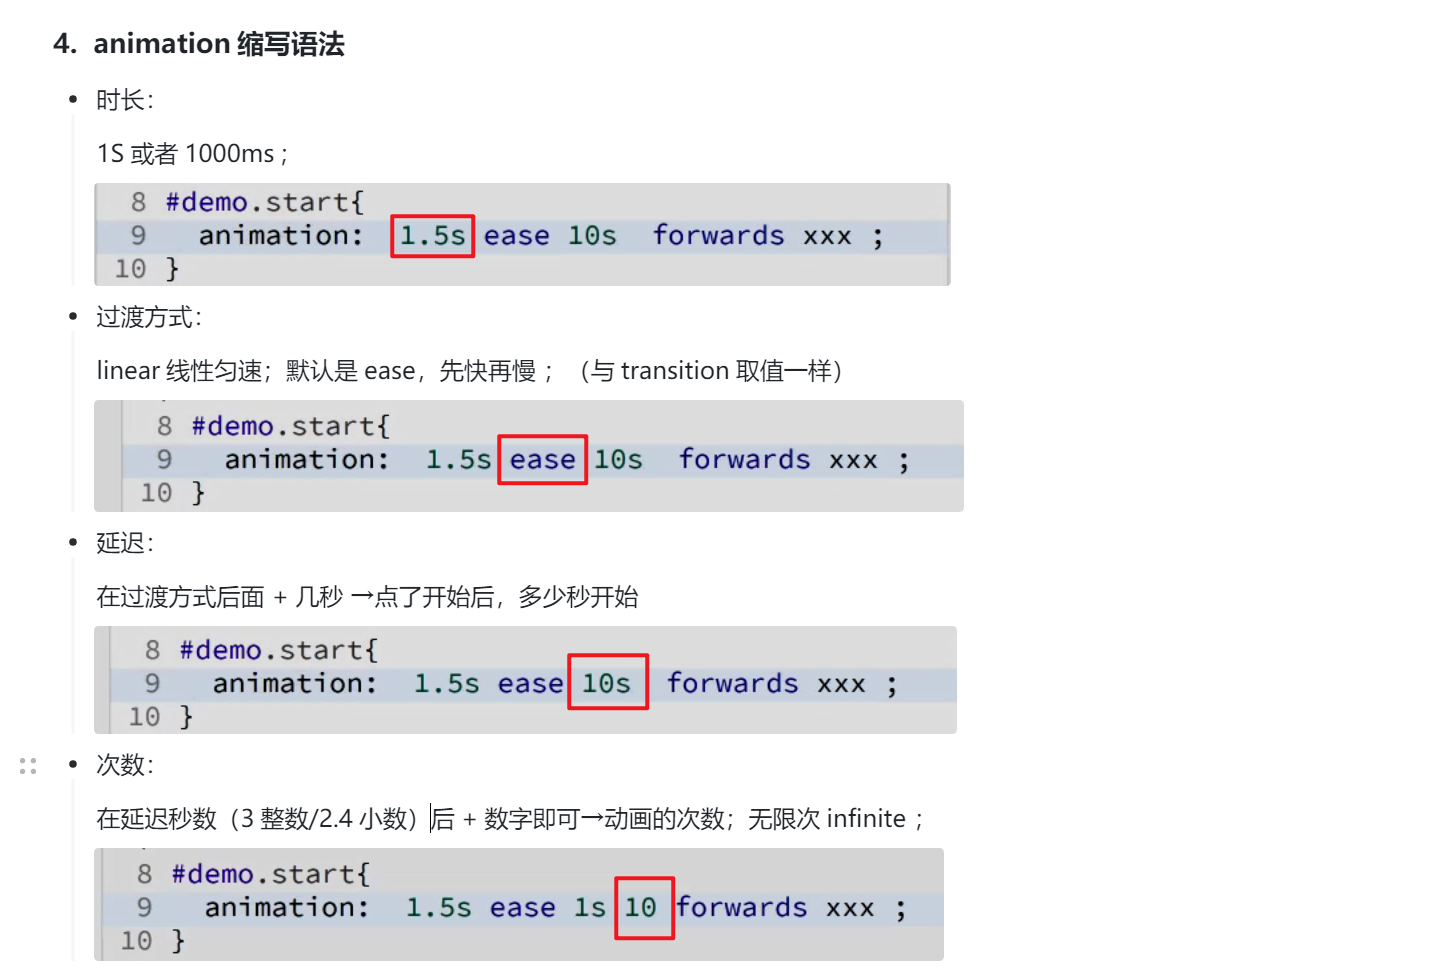 4. animation 缩写语法
时长：
1S 或者 1000ms；
8 #demo.start{
9 animation: 1.5s ease 10s forwards xxx ;
10 }
过渡方式：
linear 线性匀速；默认是 ease，先快再慢 ；（与 transition 取值一样）
8 #demo.start{
9 animation: 1.5s ease 10s forwards xxx ;
10 }
延迟：
在过渡方式后面 + 几秒 →点了开始后，多少秒开始
8 #demo.start{
9 animation: 1.5s ease 10s forwards xxx ;
10 }
次数：
在延迟秒数（3 整数/2.4 小数）后 + 数字即可→动画的次数；无限次 infinite ；
8 #demo.start{
9 animation: 1.5s ease 1s 10 forwards xxx ;
10 }